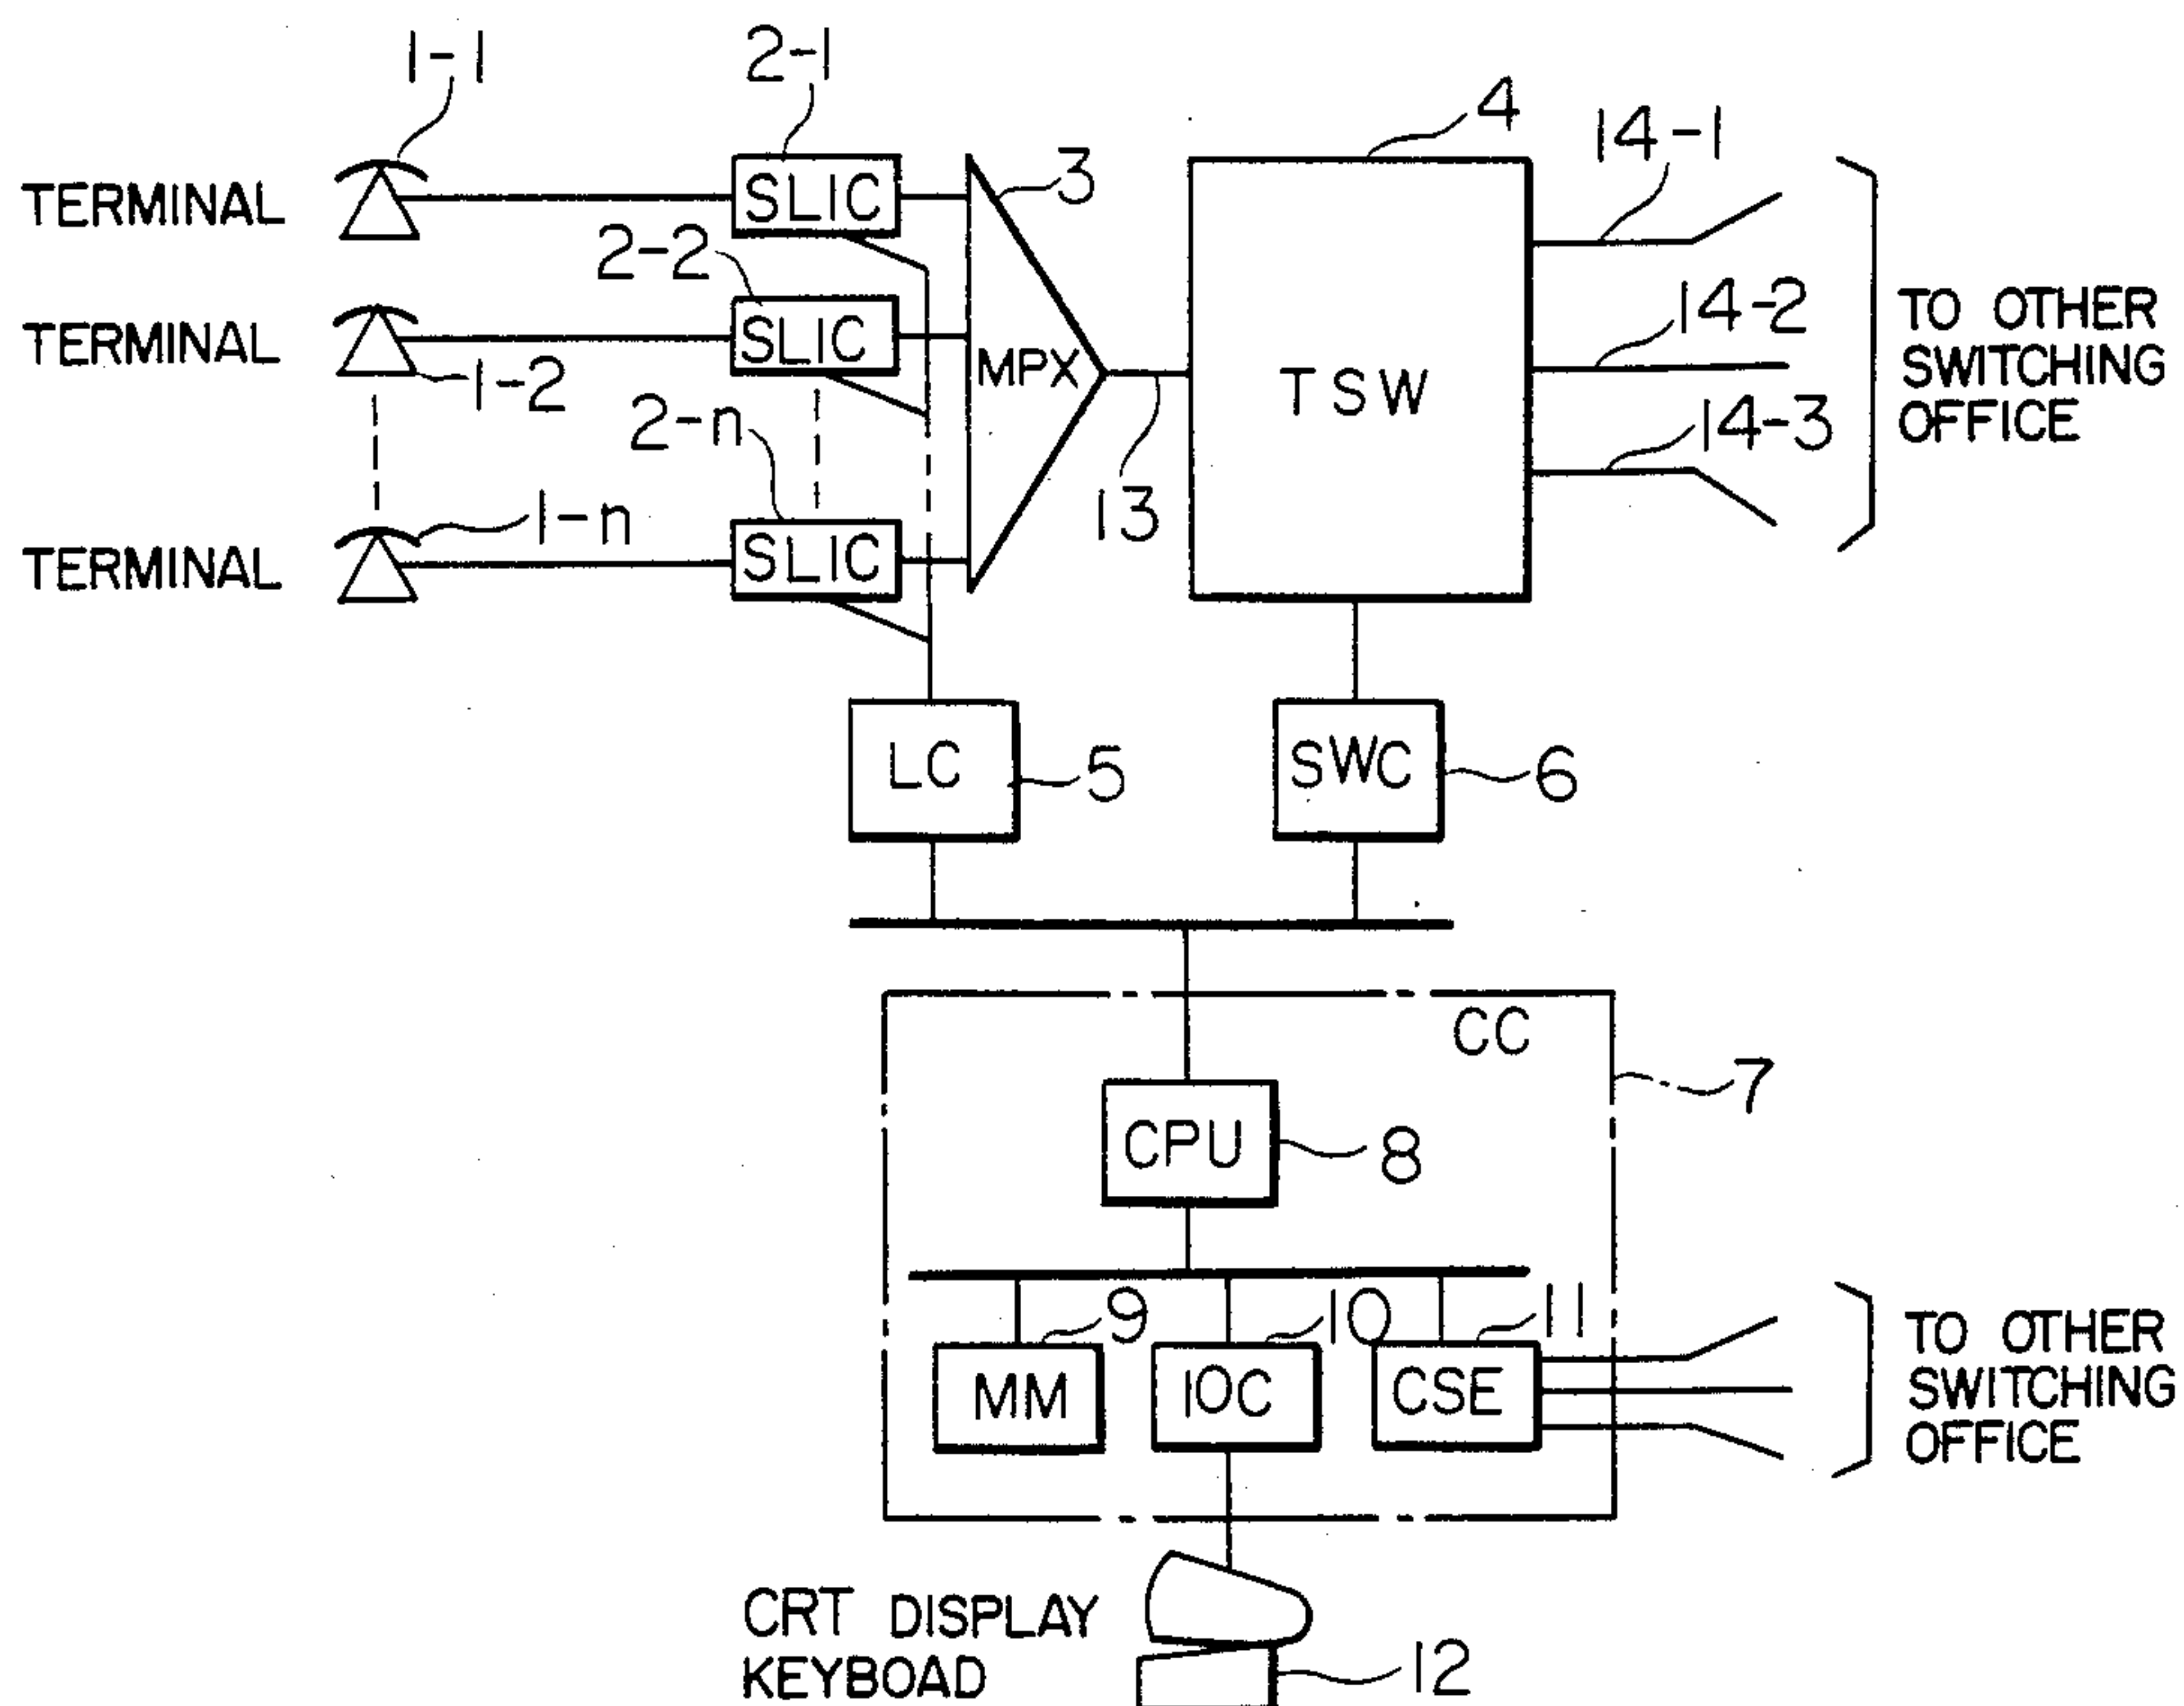 1-1
2-1
4
14-1
3
TERMINAL
SLIC
2-2
14-2
TO OTHER
SWITCHING
OFFICE
TERMINAL
SLIC
MPX
TSW
1-2
2-n
14-3
13
1-n
TERMINAL
SLIC
LC
5
SWC
6
CC
7
CPU
8
9
10
11
MM
IOC
CSE
TO OTHER
SWITCHING
OFFICE
CRT DISPLAY
KEYBOAD
12